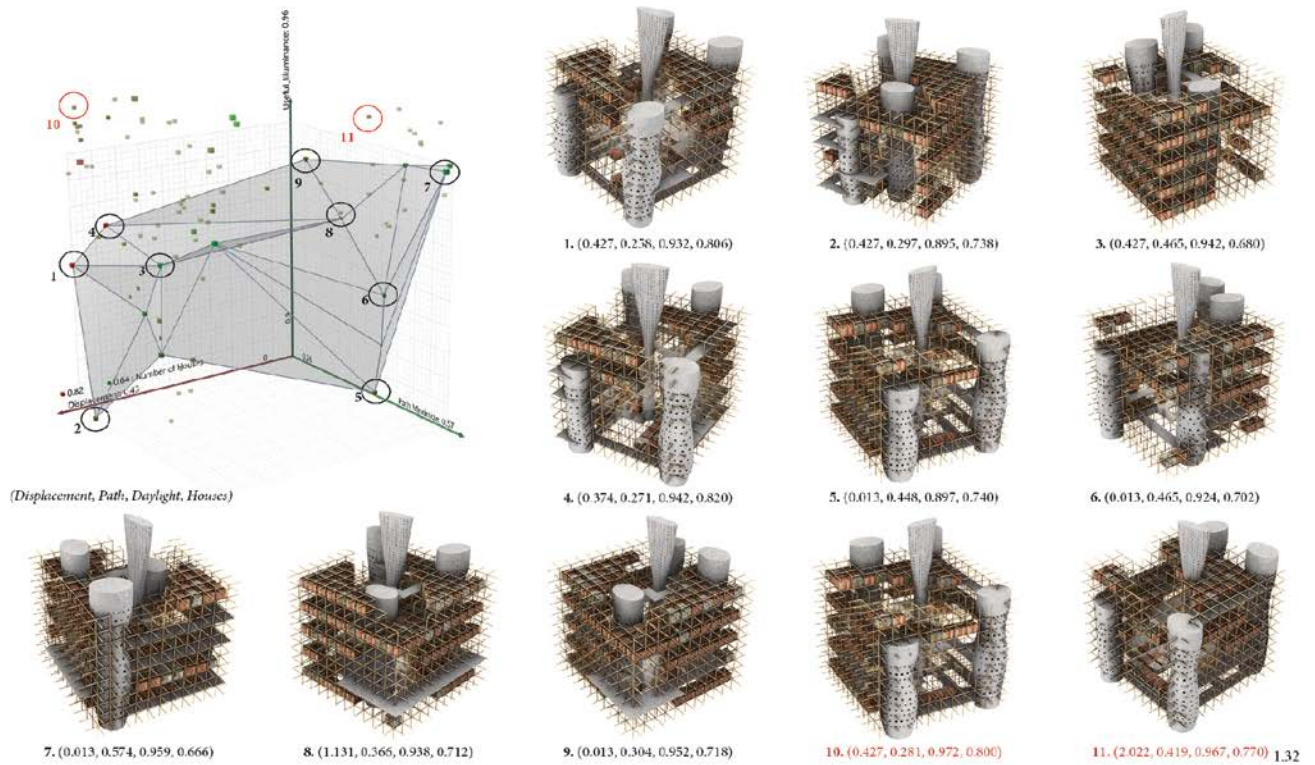 Useful_Illuminance: 0.96
10
11
9
7
4
8
1
3
6
0
0.82
0.64 : Number of Houses
5
2
(Displacement, Path, Daylight, Houses)
1. (0.427, 0.258, 0.932, 0.806)
2. (0.427, 0.297, 0.895, 0.738)
3. (0.427, 0.465, 0.942, 0.680)
4. (0.374, 0.271, 0.942, 0.820)
5. (0.013, 0.448, 0.897, 0.740)
6. (0.013, 0.465, 0.924, 0.702)
7. (0.013, 0.574, 0.959, 0.666)
8. (1.131, 0.366, 0.938, 0.712)
9. (0.013, 0.304, 0.952, 0.718)
10. (0.427, 0.281, 0.972, 0.800)
11. (2.022, 0.419, 0.967, 0.770)
1.32